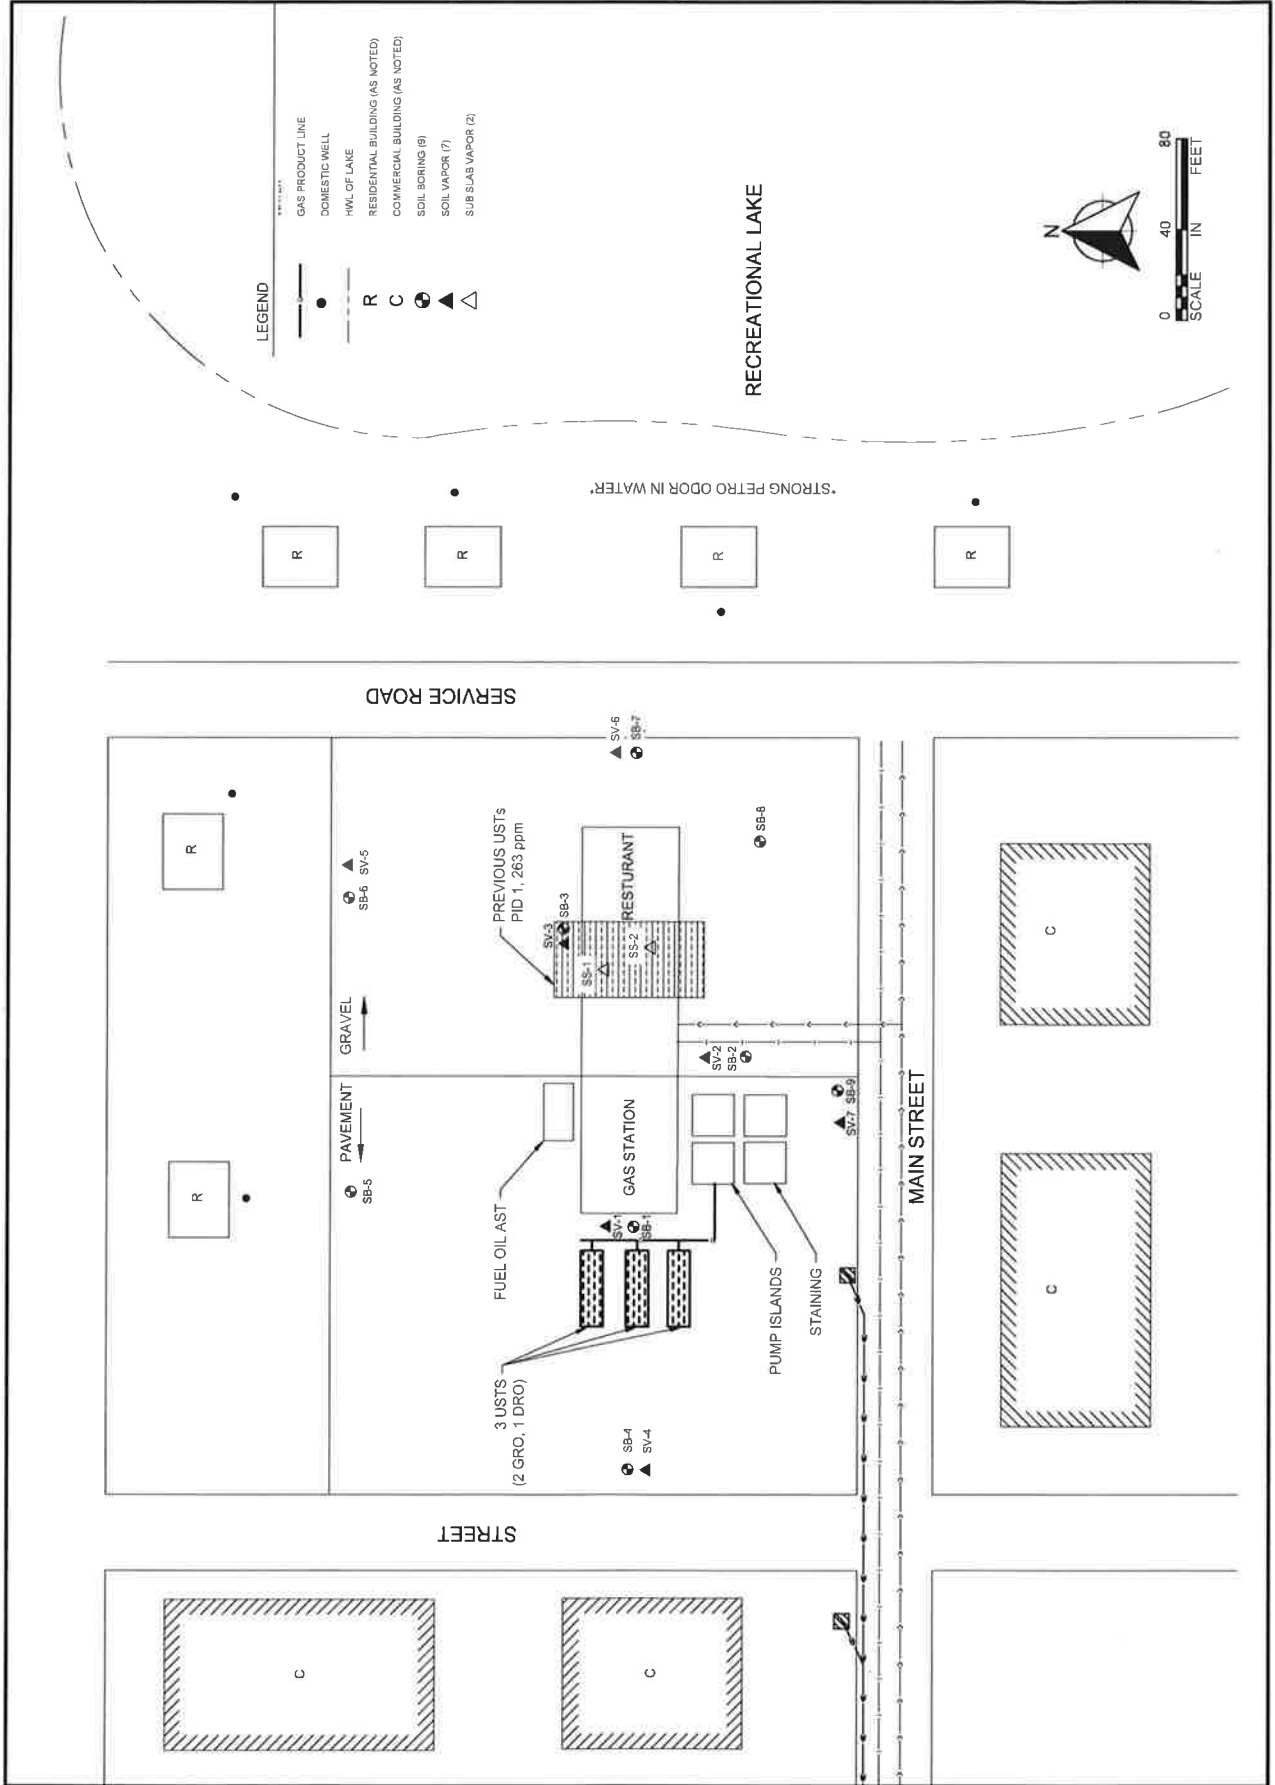 LEGEND
GAS PRODUCT LINE
DOMESTIC WELL
HWL OF LAKE
R RESIDENTIAL BUILDING (AS NOTED)
C COMMERCIAL BUILDING (AS NOTED)
SOIL BORING (9)
SOIL VAPOR (7)
SUB SLAB VAPOR (2)
RECREATIONAL LAKE
N
0 40 80
SCALE IN FEET
*STRONG PETRO ODOR IN WATER*
R
R
R
R
SERVICE ROAD
R
R
SB-6 SV-5
GRAVEL
PAVEMENT
SB-5
PREVIOUS USTs
PID 1, 263 ppm
SV-6
SB-7
SB-8
SV-3
SB-3
SS-1
SS-2
RESTURANT
GAS STATION
FUEL OIL AST
SV-2
SB-2
SV-1
SB-1
SV-7 SB-9
3 USTS
(2 GRO, 1 DRO)
PUMP ISLANDS
STAINING
SB-4
SV-4
MAIN STREET
STREET
C
C
C
C